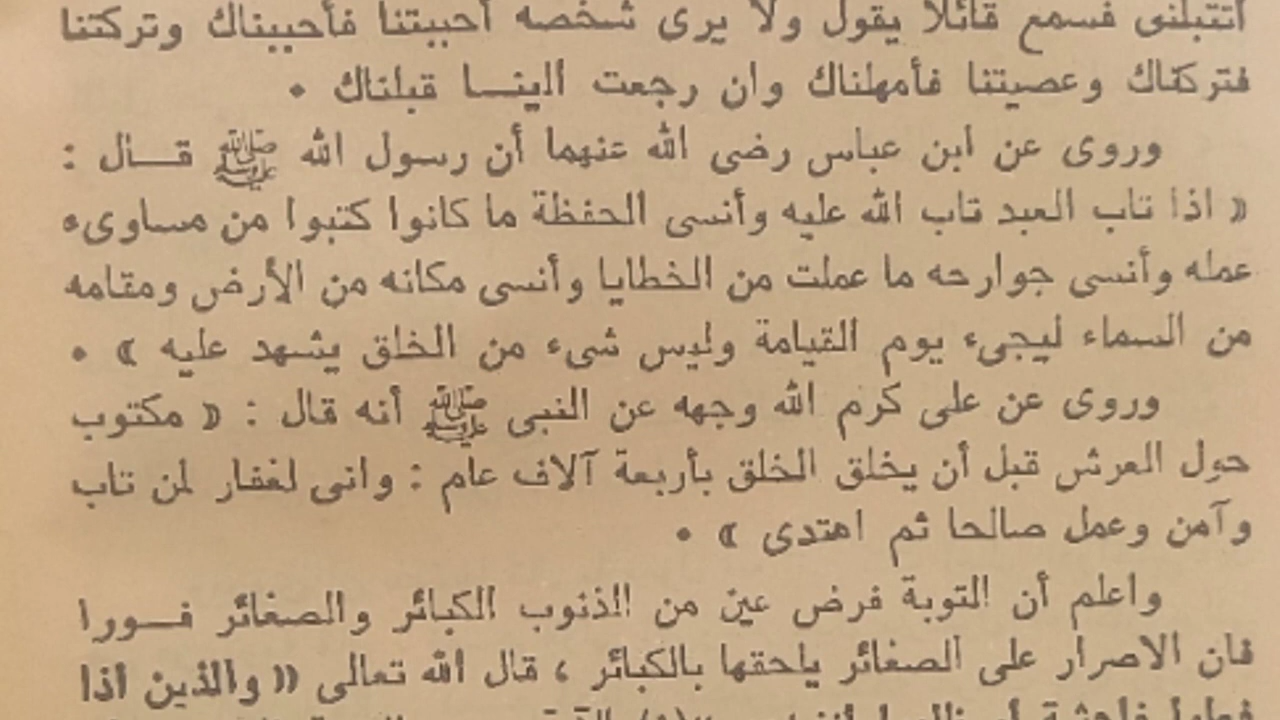 أتقبلنى فسمع قائلا يقول ولا يرى شخصه أحببتنا فأحببناك وتركتنا
فتركناك وعصيتنا فأمهلناك وان رجعت الينــا قبلناك .
وروى عن ابن عباس رضى الله عنهما أن رسول الله ﷺ قــال :
« اذا تاب العبد تاب الله عليه وأنسى الحفظة ما كانوا كتبوا من مساوىء
عمله وأنسى جوارحه ما عملت من الخطايا وأنسى مكانه من الأرض ومقامه
من السماء ليجىء يوم القيامة وليس شىء من الخلق يشهد عليه » .
وروى عن على كرم الله وجهه عن النبى ﷺ أنه قال : « مكتوب
حول العرش قبل أن يخلق الخلق بأربعة آلاف عام : وانى لغفار لمن تاب
وآمن وعمل صالحا ثم اهتدى » .
واعلم أن التوبة فرض عين من الذنوب الكبائر والصغائر فــورا
فان الاصرار على الصغائر يلحقها بالكبائر ، قال الله تعالى « والذين اذا